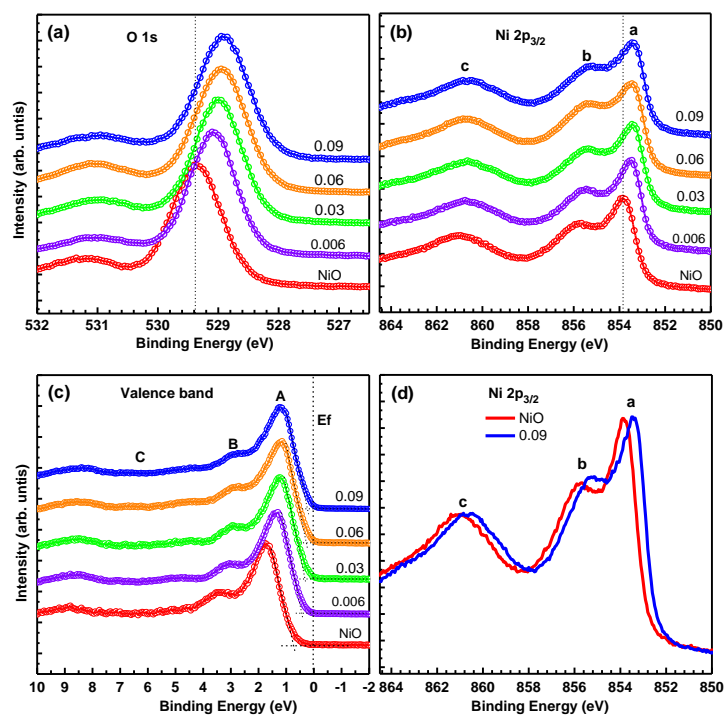 (a)
O 1s
0.09
0.06
0.03
0.006
NiO
Intensity (arb. untis)
532 531 530 529 528 527
Binding Energy (eV)
(b)
Ni 2p3/2
a
b
c
0.09
0.06
0.03
0.006
NiO
864 862 860 858 856 854 852 850
Binding Energy (eV)
(c)
Valence band
A
B
C
Ef
0.09
0.06
0.03
0.006
NiO
Intensity (arb. untis)
10 9 8 7 6 5 4 3 2 1 0 -1 -2
Binding Energy (eV)
(d)
Ni 2p3/2
NiO
0.09
a
b
c
864 862 860 858 856 854 852 850
Binding Energy (eV)